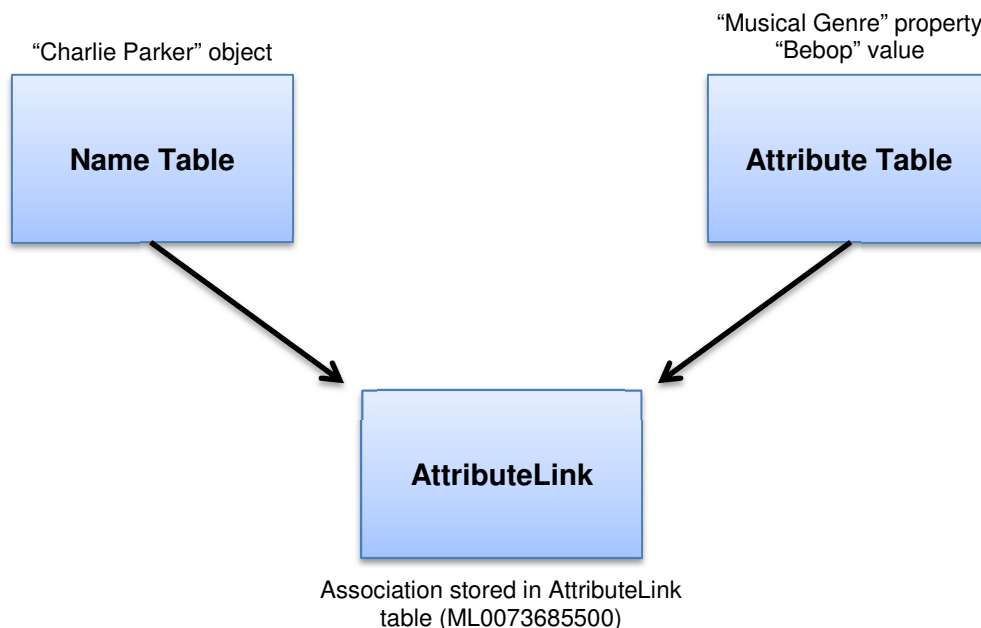 “Charlie Parker” object
“Musical Genre” property
“Bebop” value
Name Table
Attribute Table
AttributeLink
Association stored in AttributeLink
table (ML0073685500)